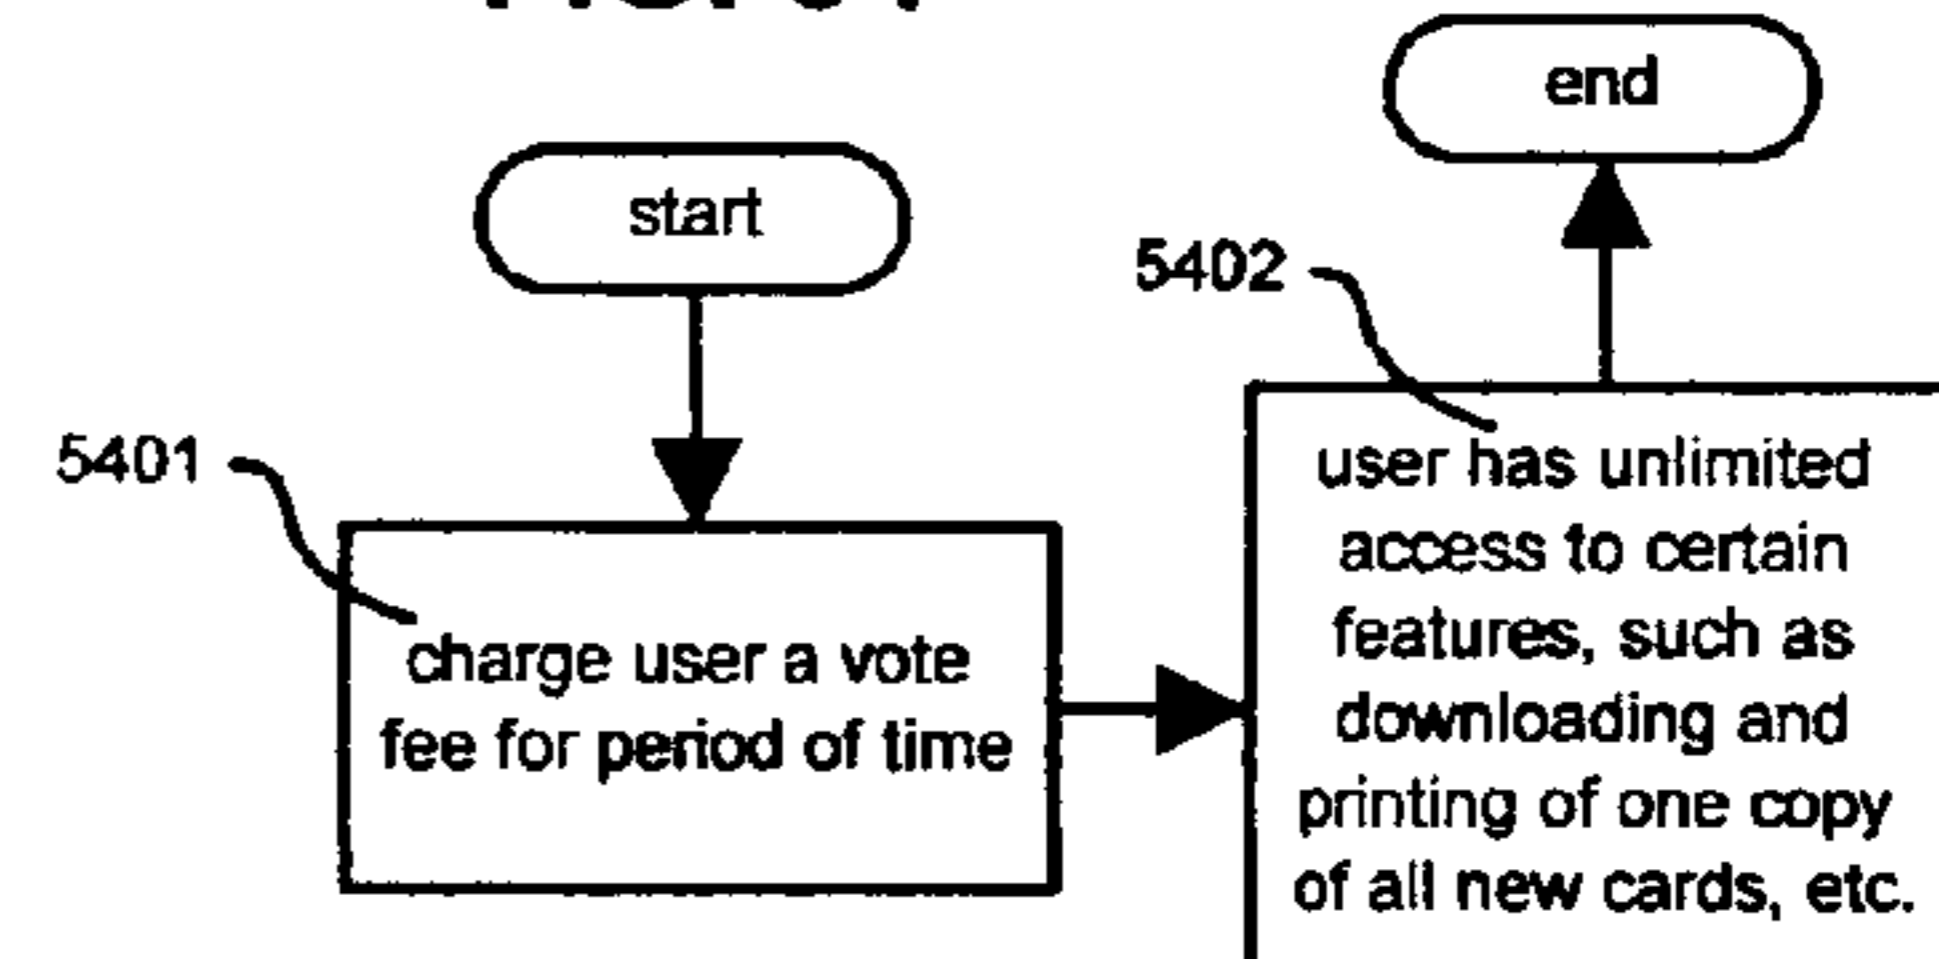 end
start
5402
5401
user has unlimited
access to certain
features, such as
downloading and
printing of one copy
of all new cards, etc.
charge user a vote
fee for period of time